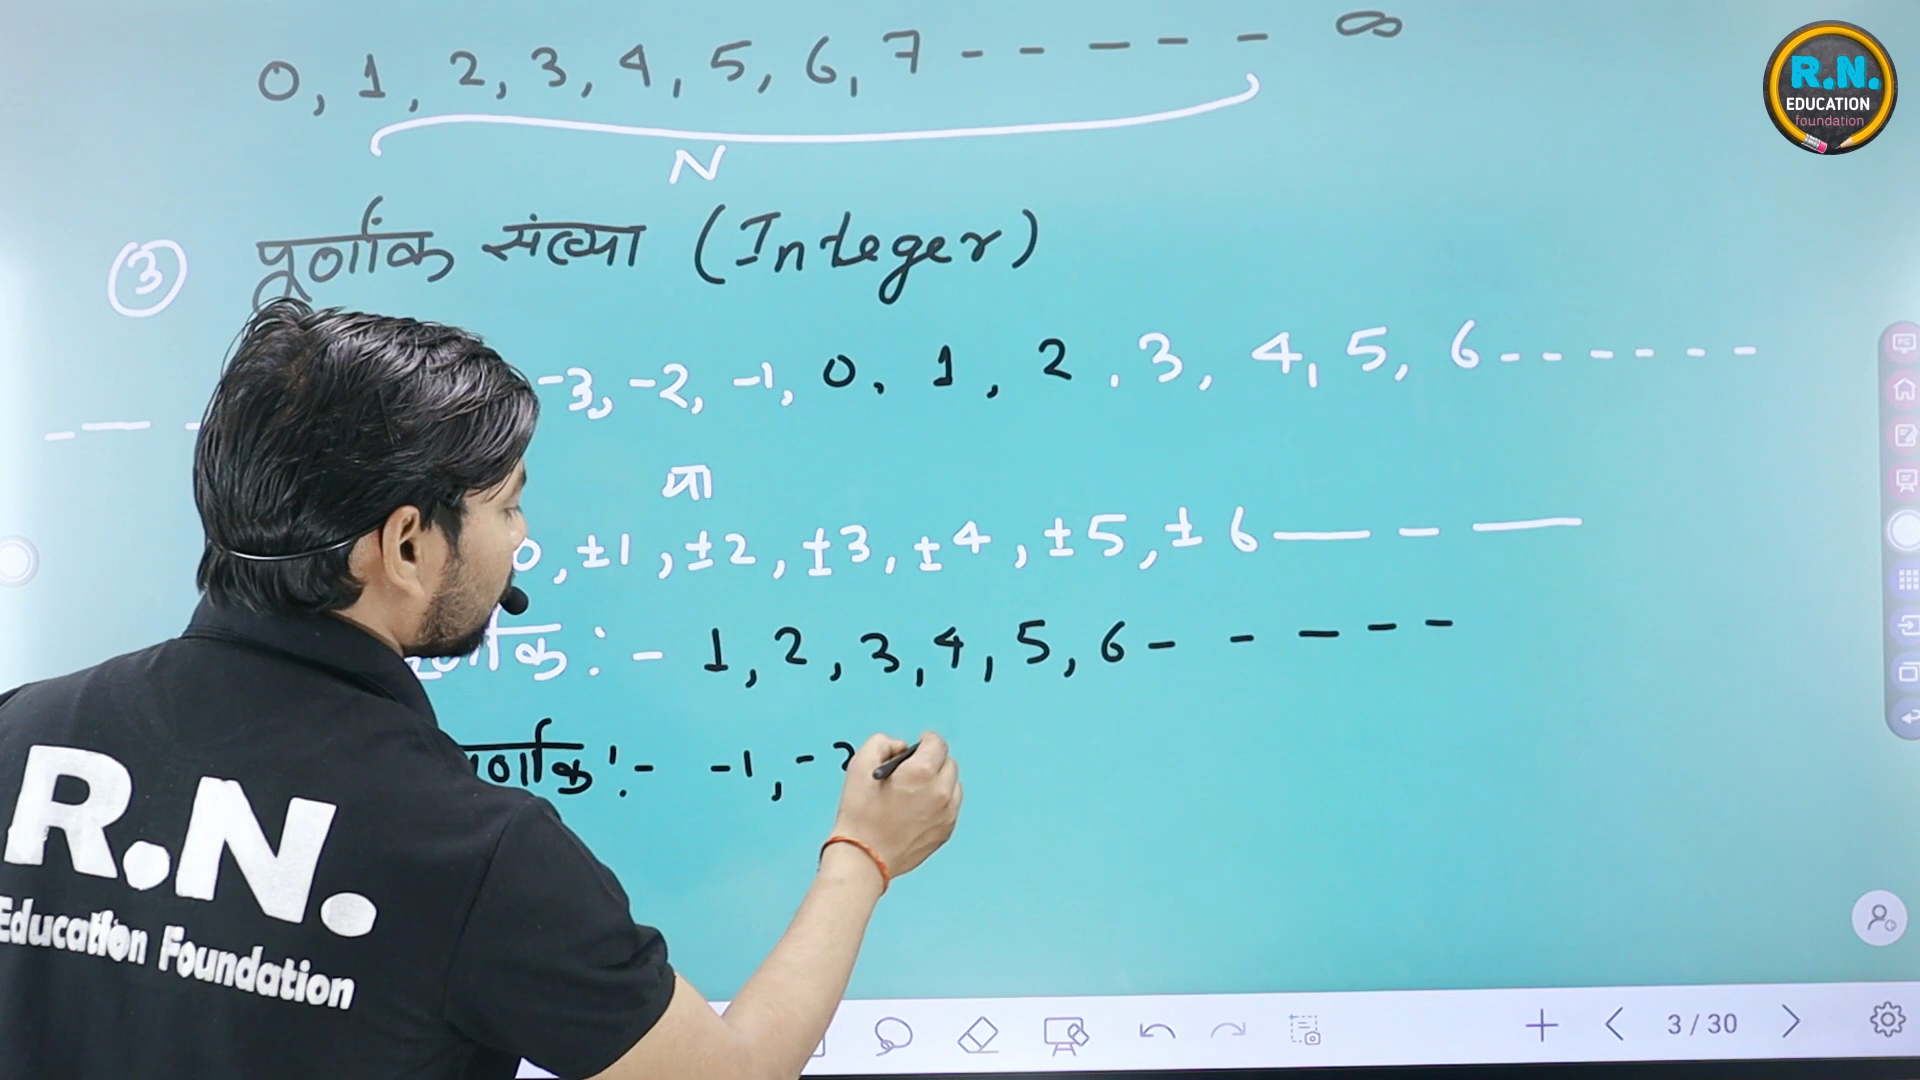 0, 1, 2, 3, 4, 5, 6, 7 - - - - - ∞
N
R.N.
EDUCATION
foundation
③ पूर्णांक संख्या (Integer)
-3, -2, -1, 0, 1, 2, 3, 4, 5, 6 - - - - - -
या
0, ±1, ±2, ±3, ±4, ±5, ±6 — - —
:- 1, 2, 3, 4, 5, 6 - - - - -
:- -1, -2
R.N.
Education Foundation
3 / 30